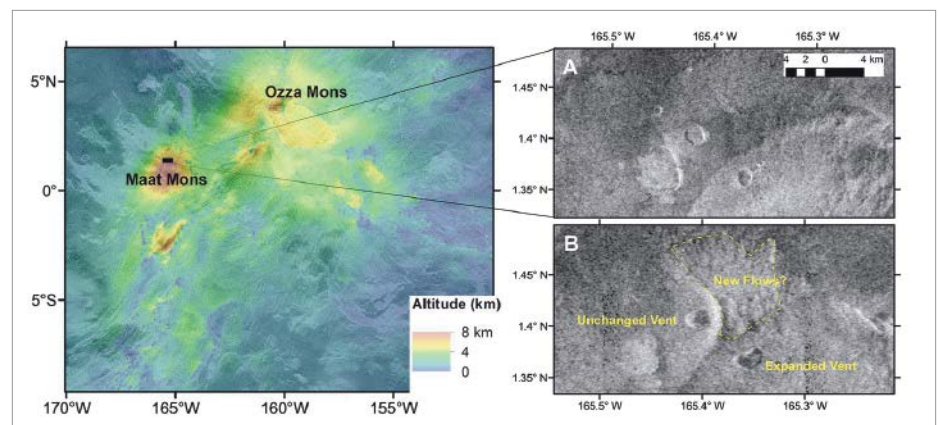 5°N
0°
5°S
170°W
165°W
160°W
155°W
Ozza Mons
Maat Mons
Altitude (km)
8 km
4
0
165.5° W
165.4° W
165.3° W
A
4 2 0 4 km
1.4° N
1.35° N
B
1.45° N
1.4° N
1.35° N
New Flows?
Unchanged Vent
Expanded Vent
165.5° W
165.4° W
165.3° W